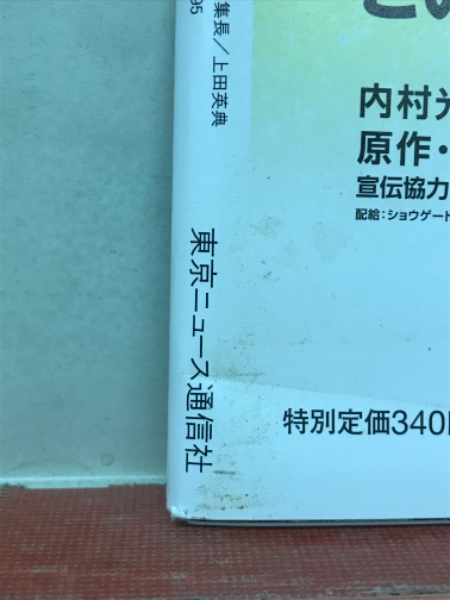 集長／上田英典
95
東京ニュース通信社
内村光
原作・
宣伝協力
配給：ショウゲート
特別定価340円